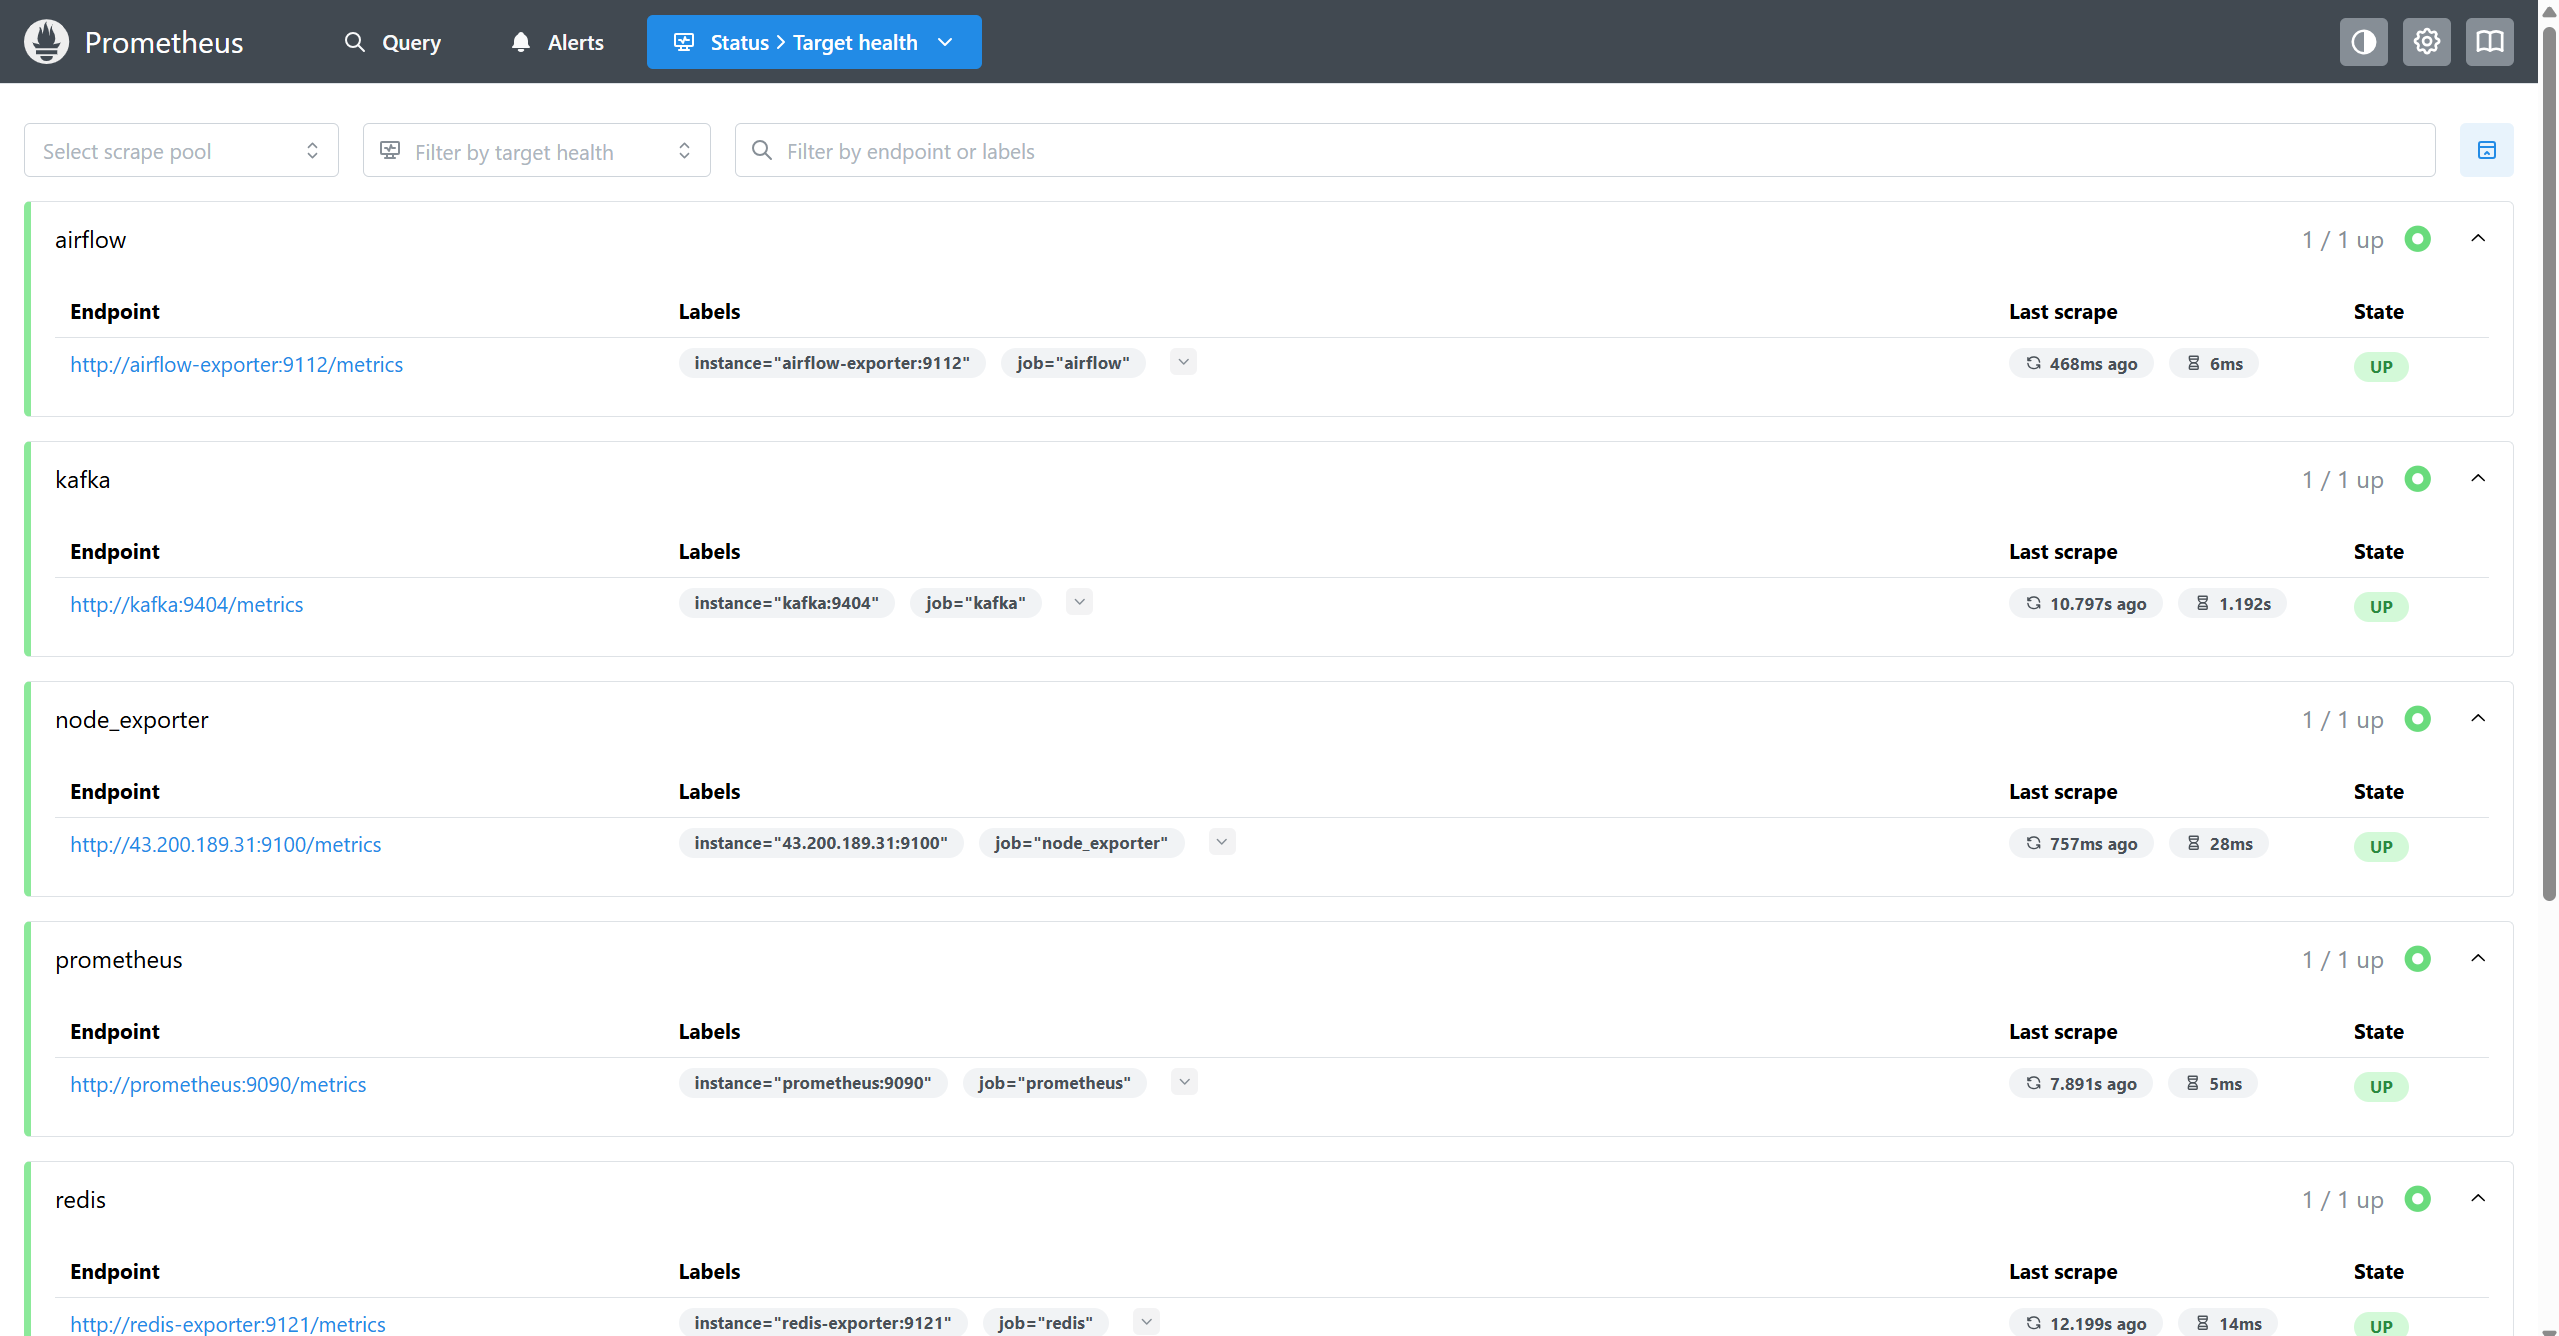 Prometheus Query Alerts Status > Target health
Select scrape pool Filter by target health Filter by endpoint or labels
airflow 1 / 1 up
Endpoint Labels Last scrape State
http://airflow-exporter:9112/metrics instance="airflow-exporter:9112" job="airflow" 468ms ago 6ms UP
kafka 1 / 1 up
Endpoint Labels Last scrape State
http://kafka:9404/metrics instance="kafka:9404" job="kafka" 10.797s ago 1.192s UP
node_exporter 1 / 1 up
Endpoint Labels Last scrape State
http://43.200.189.31:9100/metrics instance="43.200.189.31:9100" job="node_exporter" 757ms ago 28ms UP
prometheus 1 / 1 up
Endpoint Labels Last scrape State
http://prometheus:9090/metrics instance="prometheus:9090" job="prometheus" 7.891s ago 5ms UP
redis 1 / 1 up
Endpoint Labels Last scrape State
http://redis-exporter:9121/metrics instance="redis-exporter:9121" job="redis" 12.199s ago 14ms UP